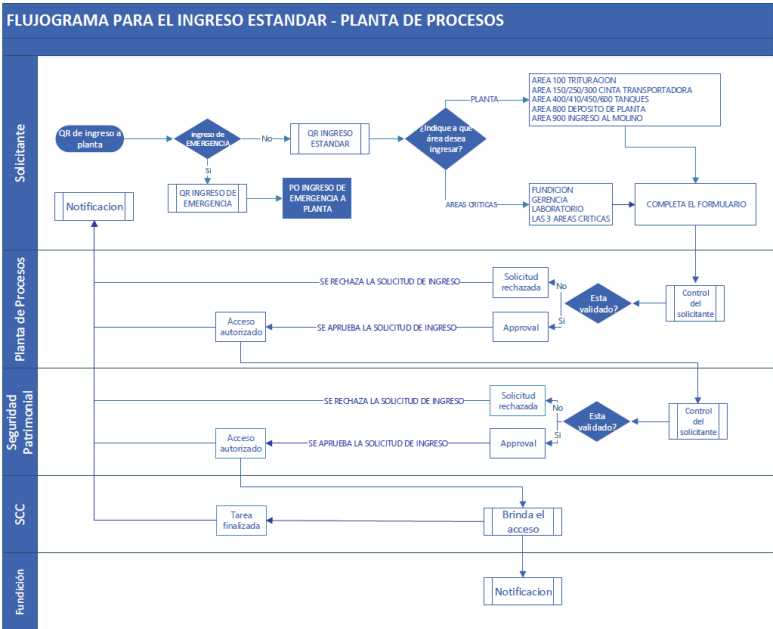 FLUJOGRAMA PARA EL INGRESO ESTANDAR - PLANTA DE PROCESOS
Solicitante
QR de ingreso a
planta
ingreso de
EMERGENCIA
No
QR INGRESO
ESTANDAR
¿Indique a que
área desea
ingresar?
PLANTA
AREA 100 TRITURACION
AREA 150/250/300 CINTA TRANSPORTADORA
AREA 400/410/450/600 TANQUES
AREA 800 DEPOSITO DE PLANTA
AREA 900 INGRESO AL MOLINO
Si
QR INGRESO DE
EMERGENCIA
PO INGRESO DE
EMERGENCIA A
PLANTA
AREAS CRITICAS
FUNDICION
GERENCIA
LABORATORIO
LAS 3 AREAS CRITICAS
COMPLETA EL FORMULARIO
Notificacion
Planta de Procesos
SE RECHAZA LA SOLICITUD DE INGRESO
Solicitud
rechazada
No
Esta
validado?
Control
del
solicitante
Si
Acceso
autorizado
SE APRUEBA LA SOLICITUD DE INGRESO
Approval
Seguridad
Patrimonial
SE RECHAZA LA SOLICITUD DE INGRESO
Solicitud
rechazada
No
Esta
validado?
Control
del
solicitante
Si
Acceso
autorizado
SE APRUEBA LA SOLICITUD DE INGRESO
Approval
SCC
Tarea
finalizada
Brinda el
acceso
Fundición
Notificacion